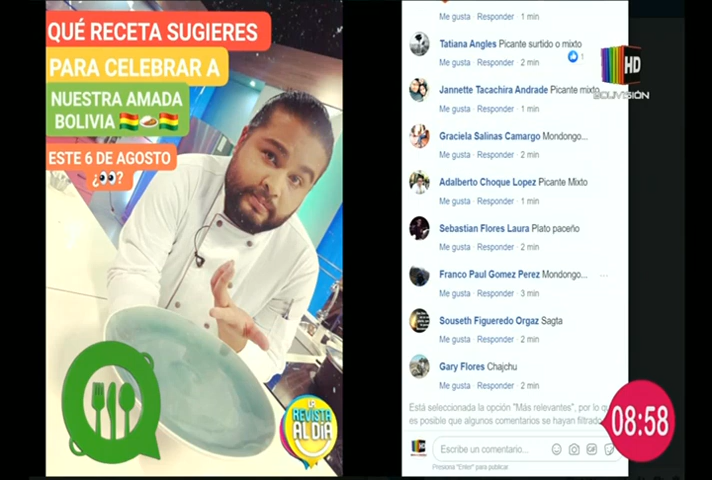 QUÉ RECETA SUGIERES
PARA CELEBRAR A
NUESTRA AMADA
BOLIVIA
ESTE 6 DE AGOSTO
¿👀?
LA
REVISTA
AL DÍA
Me gusta · Responder · 1 min
Tatiana Angles Picante surtido o mixto
1
Me gusta · Responder · 2 min
Jannette Tacachira Andrade Picante mixto
Me gusta · Responder · 1 min
Graciela Salinas Camargo Mondongo...
Me gusta · Responder · 2 min
Adalberto Choque Lopez Picante Mixto
Me gusta · Responder · 1 min
Sebastian Flores Laura Plato paceño
Me gusta · Responder · 2 min
Franco Paul Gomez Perez Mondongo...
Me gusta · Responder · 3 min
Souseth Figueredo Orgaz Sagta
Me gusta · Responder · 2 min
Gary Flores Chajchu
Me gusta · Responder · 2 min
Está seleccionada la opción "Más relevantes", por lo qu
es posible que algunos comentarios se hayan filtrado
Escribe un comentario...
GIF
Presiona "Enter" para publicar
HD
BOLIVISIÓN
08:58